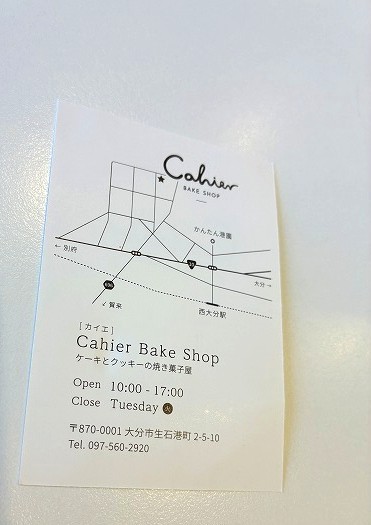 Cahier
BAKE SHOP
かんたん港園
← 別府
大分 →
↙ 賀来
西大分駅
[ カイエ ]
Cahier Bake Shop
ケーキとクッキーの焼き菓子屋
Open 10:00 - 17:00
Close Tuesday
〒870-0001 大分市生石港町 2-5-10
Tel. 097-560-2920